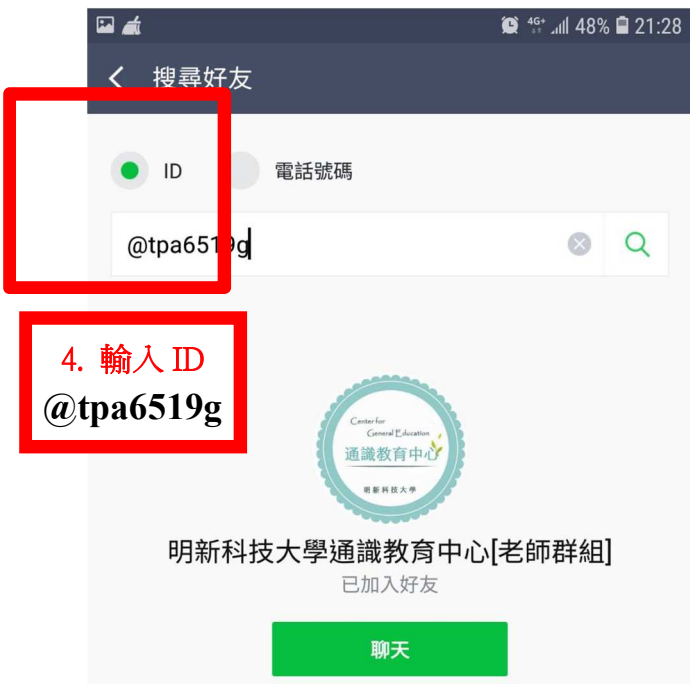 4G+ 48% 21:28
搜尋好友
ID 電話號碼
@tpa6519g
4. 輸入 ID
@tpa6519g
Center for
General Education
通識教育中心
明新科技大學
明新科技大學通識教育中心[老師群組]
已加入好友
聊天